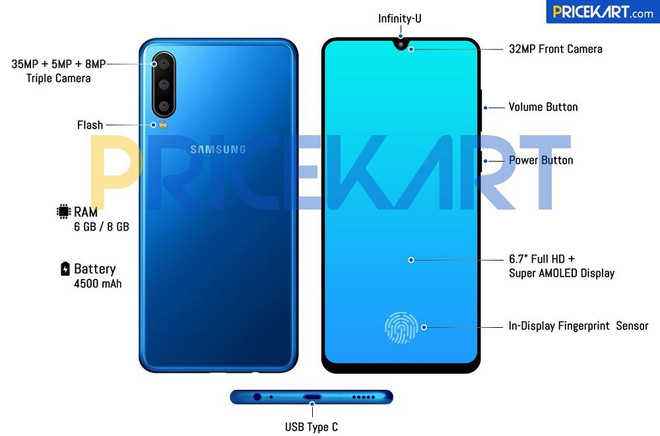 Infinity-U
PRICEKART.com
35MP + 5MP + 8MP
Triple Camera
32MP Front Camera
Flash
Volume Button
SAMSUNG
PRICEKART
Power Button
RAM
6 GB / 8 GB
Battery
4500 mAh
6.7" Full HD +
Super AMOLED Display
In-Display Fingerprint Sensor
USB Type C